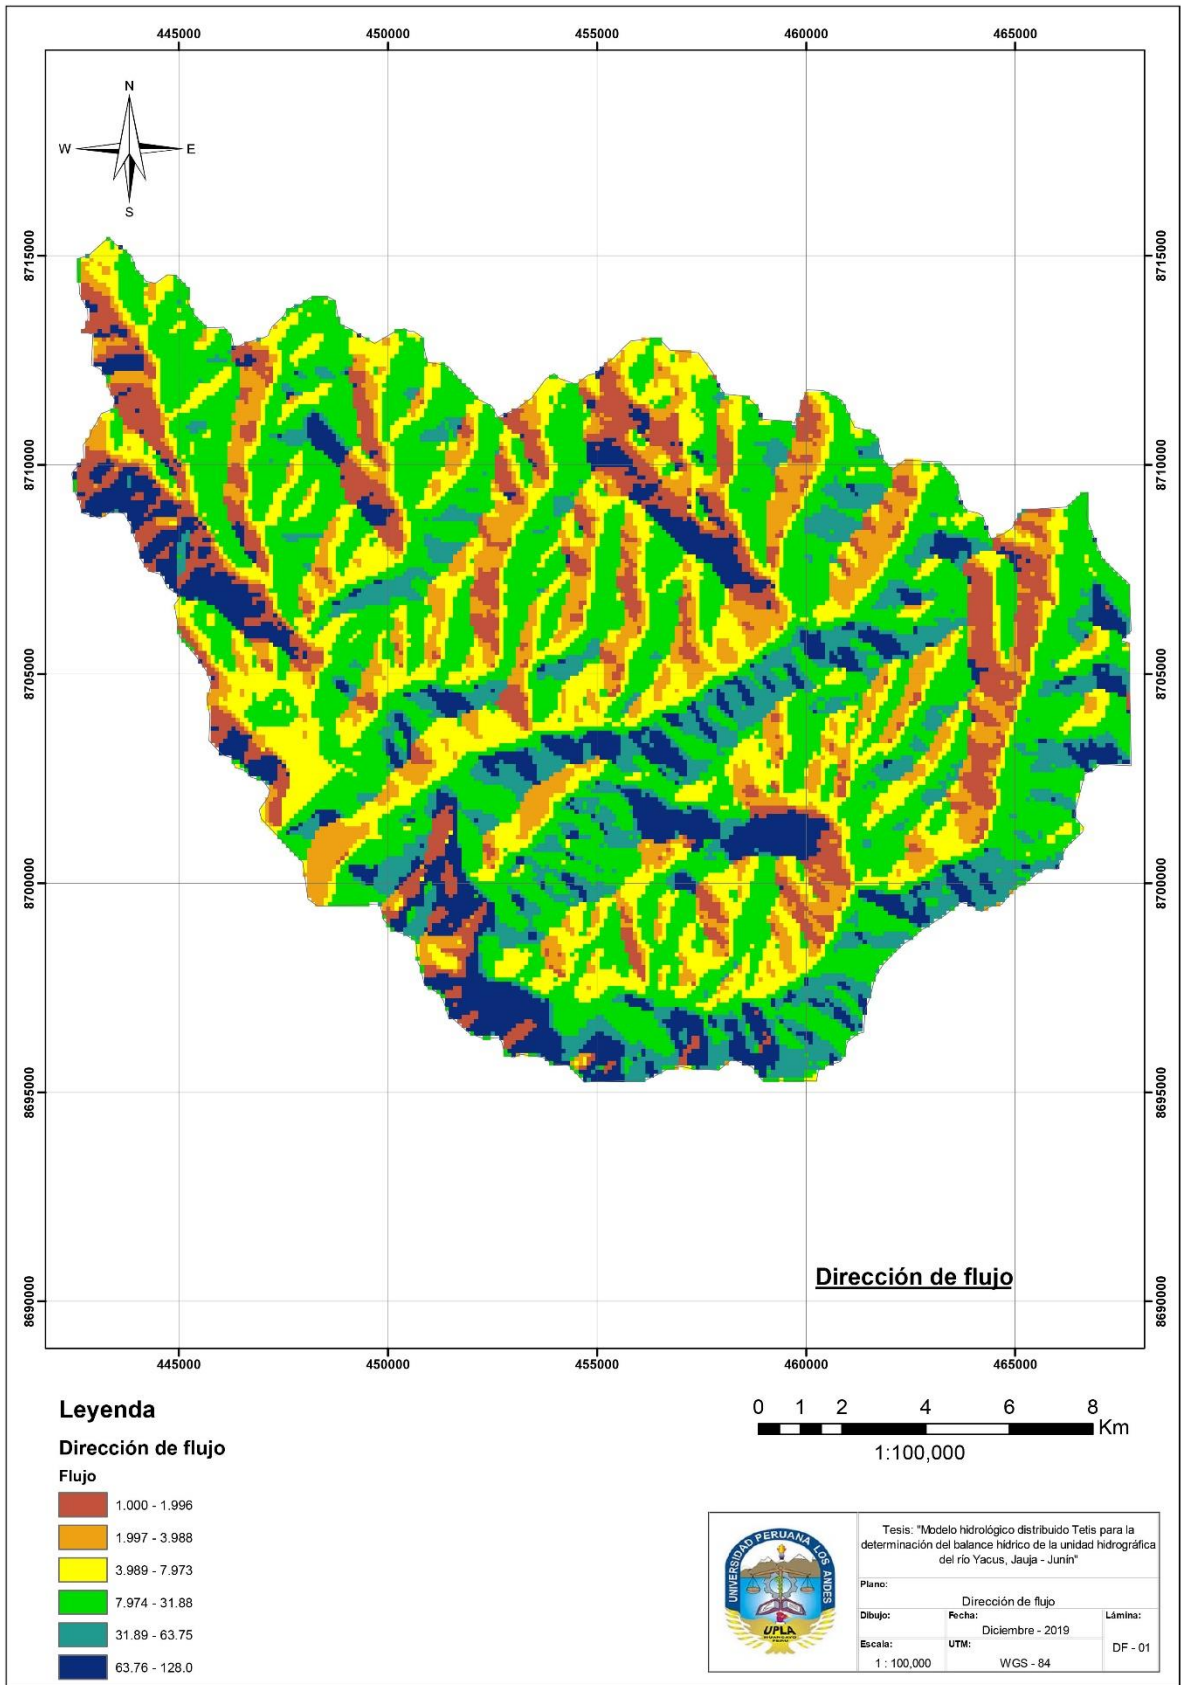 445000
450000
455000
460000
465000
N
W
E
S
8715000
8715000
8710000
8710000
8705000
8705000
8700000
8700000
8695000
8695000
8690000
8690000
Dirección de flujo
445000
450000
455000
460000
465000
Leyenda
Dirección de flujo
Flujo
1.000 - 1.996
1.997 - 3.988
3.989 - 7.973
7.974 - 31.88
31.89 - 63.75
63.76 - 128.0
0 1 2 4 6 8
Km
1:100,000
UNIVERSIDAD PERUANA LOS ANDES
UPLA
HUANCAYO
PERU
Tesis: "Modelo hidrológico distribuido Tetis para la
determinación del balance hídrico de la unidad hidrográfica
del río Yacus, Jauja - Junín"
Plano:
Dirección de flujo
Dibujo:
Fecha:
Diciembre - 2019
Lámina:
DF - 01
Escala:
1 : 100,000
UTM:
WGS - 84